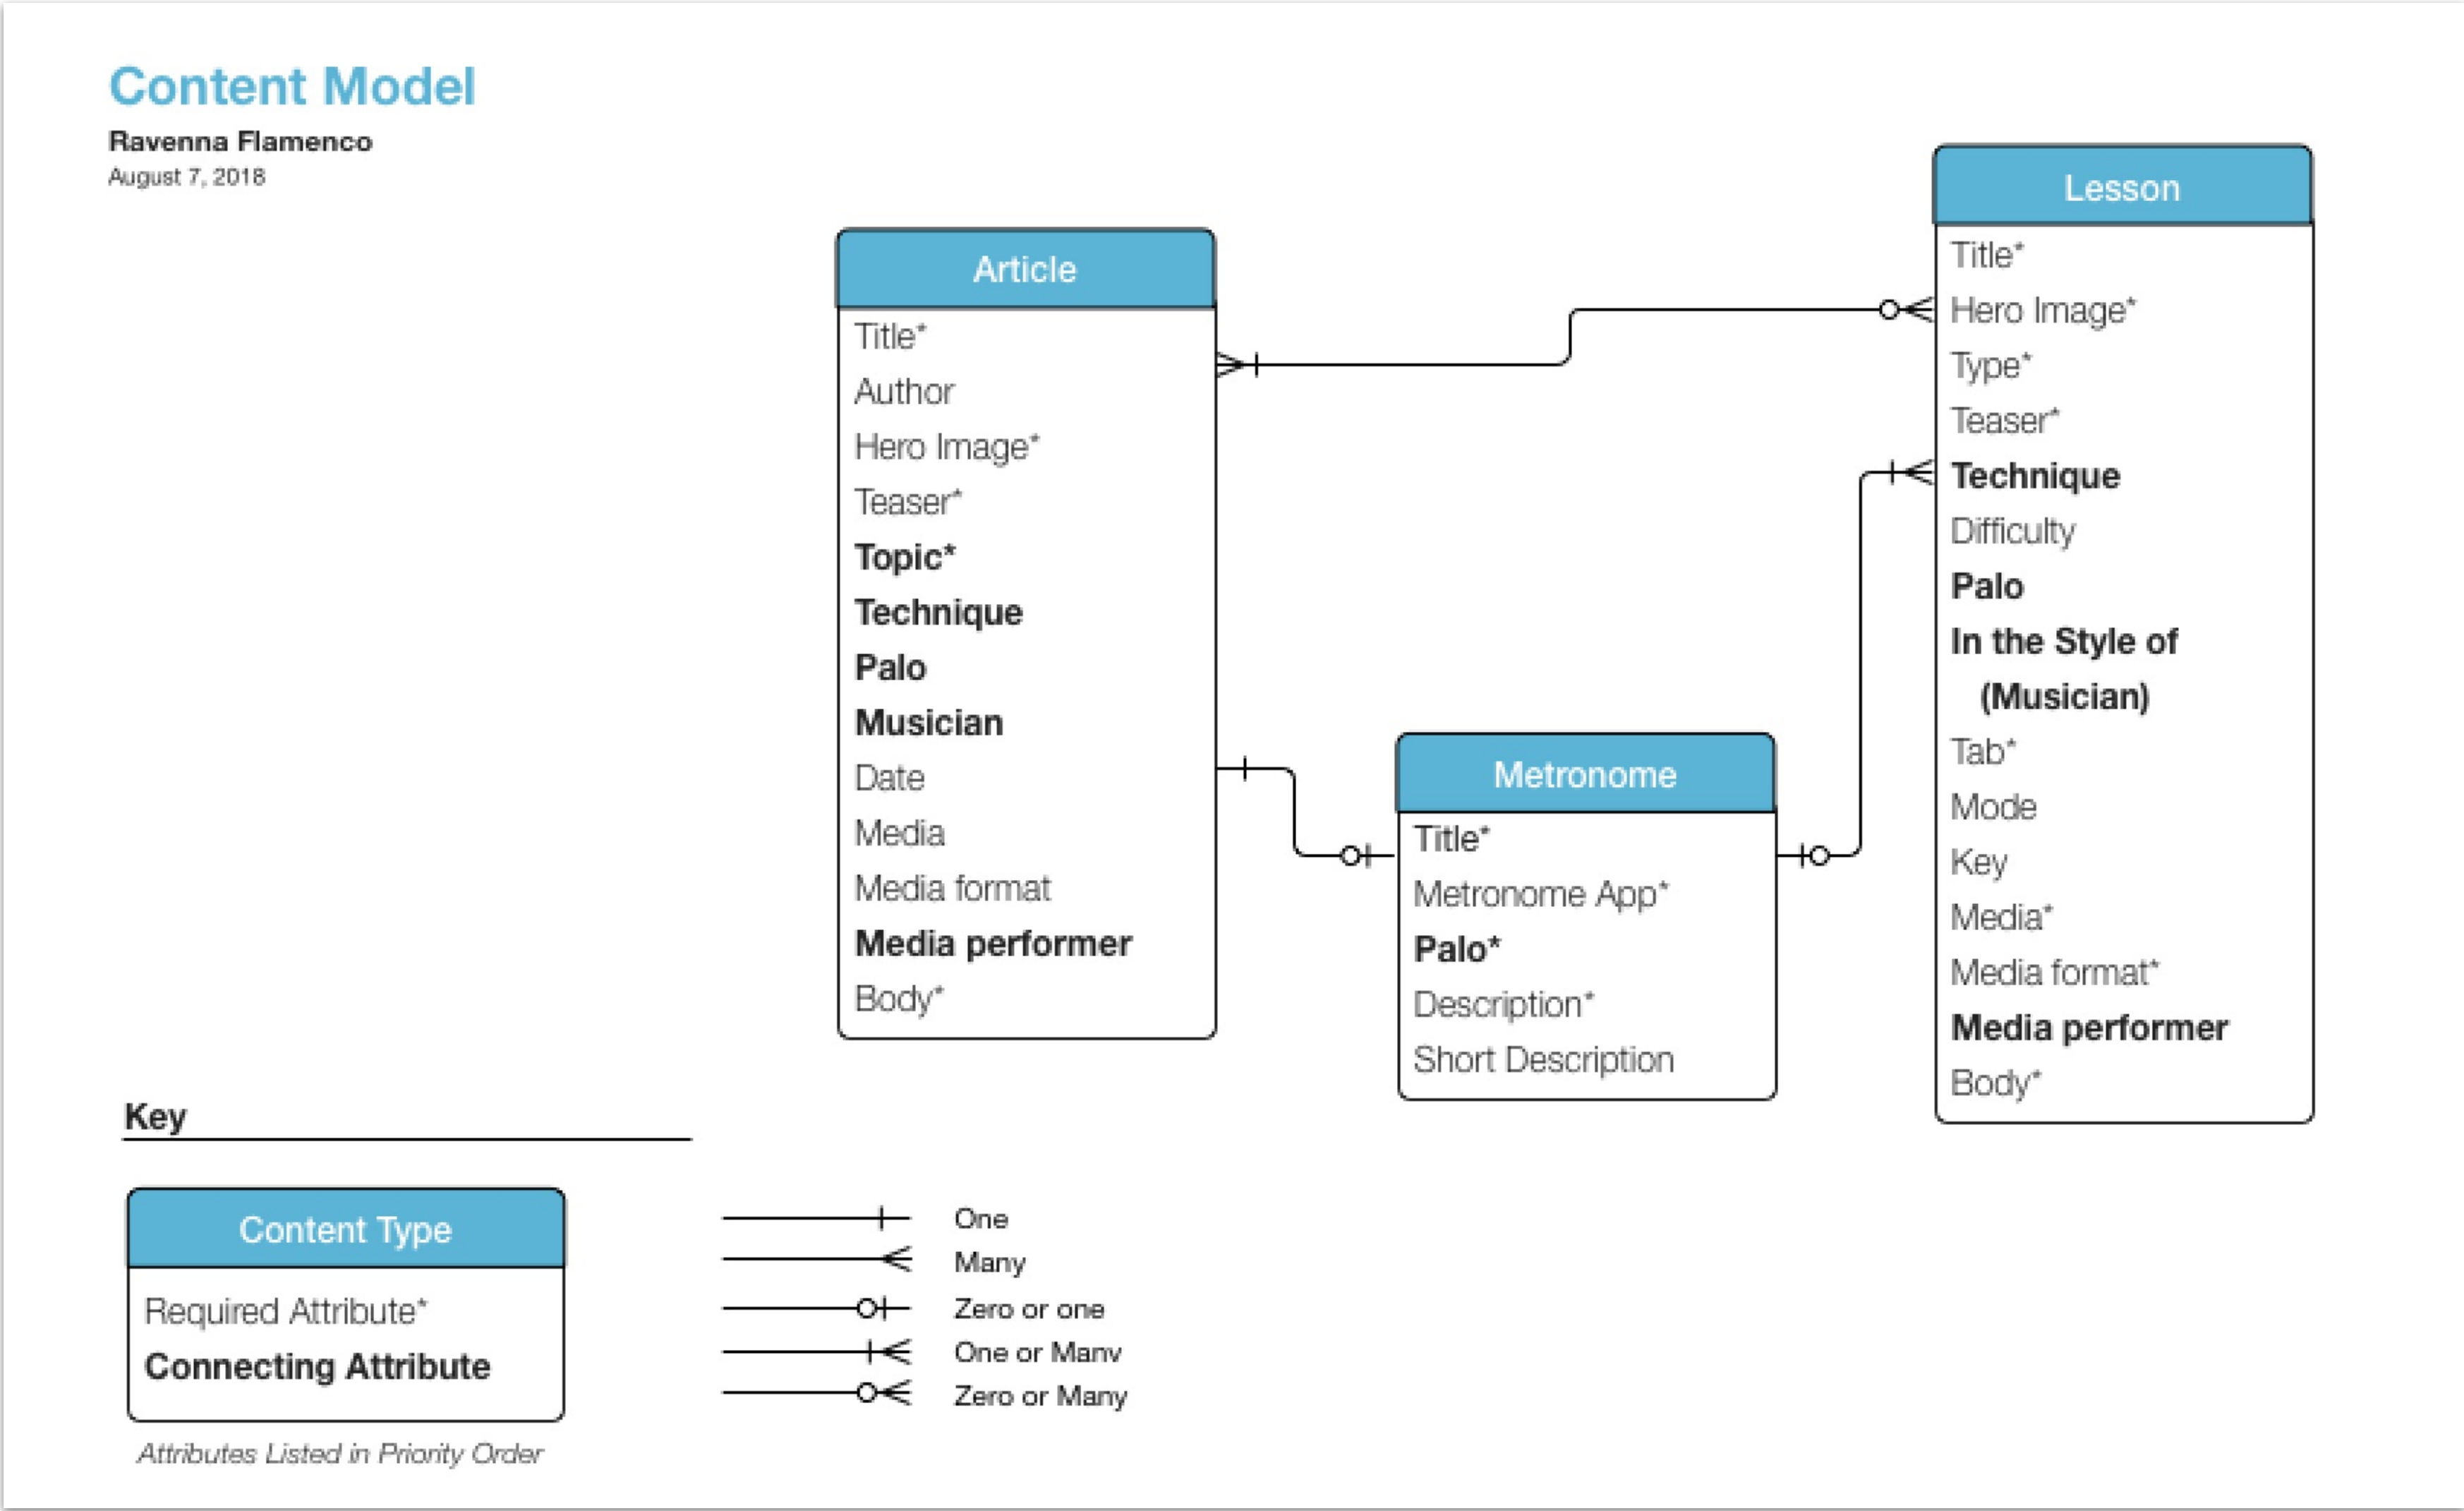 Content Model
Ravenna Flamenco
August 7, 2018
Article
Title*
Author
Hero Image*
Teaser*
Topic*
Technique
Palo
Musician
Date
Media
Media format
Media performer
Body*
Metronome
Title*
Metronome App*
Palo*
Description*
Short Description
Lesson
Title*
Hero Image*
Type*
Teaser*
Technique
Difficulty
Palo
In the Style of
(Musician)
Tab*
Mode
Key
Media*
Media format*
Media performer
Body*
Key
Content Type
Required Attribute*
Connecting Attribute
Attributes Listed in Priority Order
One
Many
Zero or one
One or Many
Zero or Many